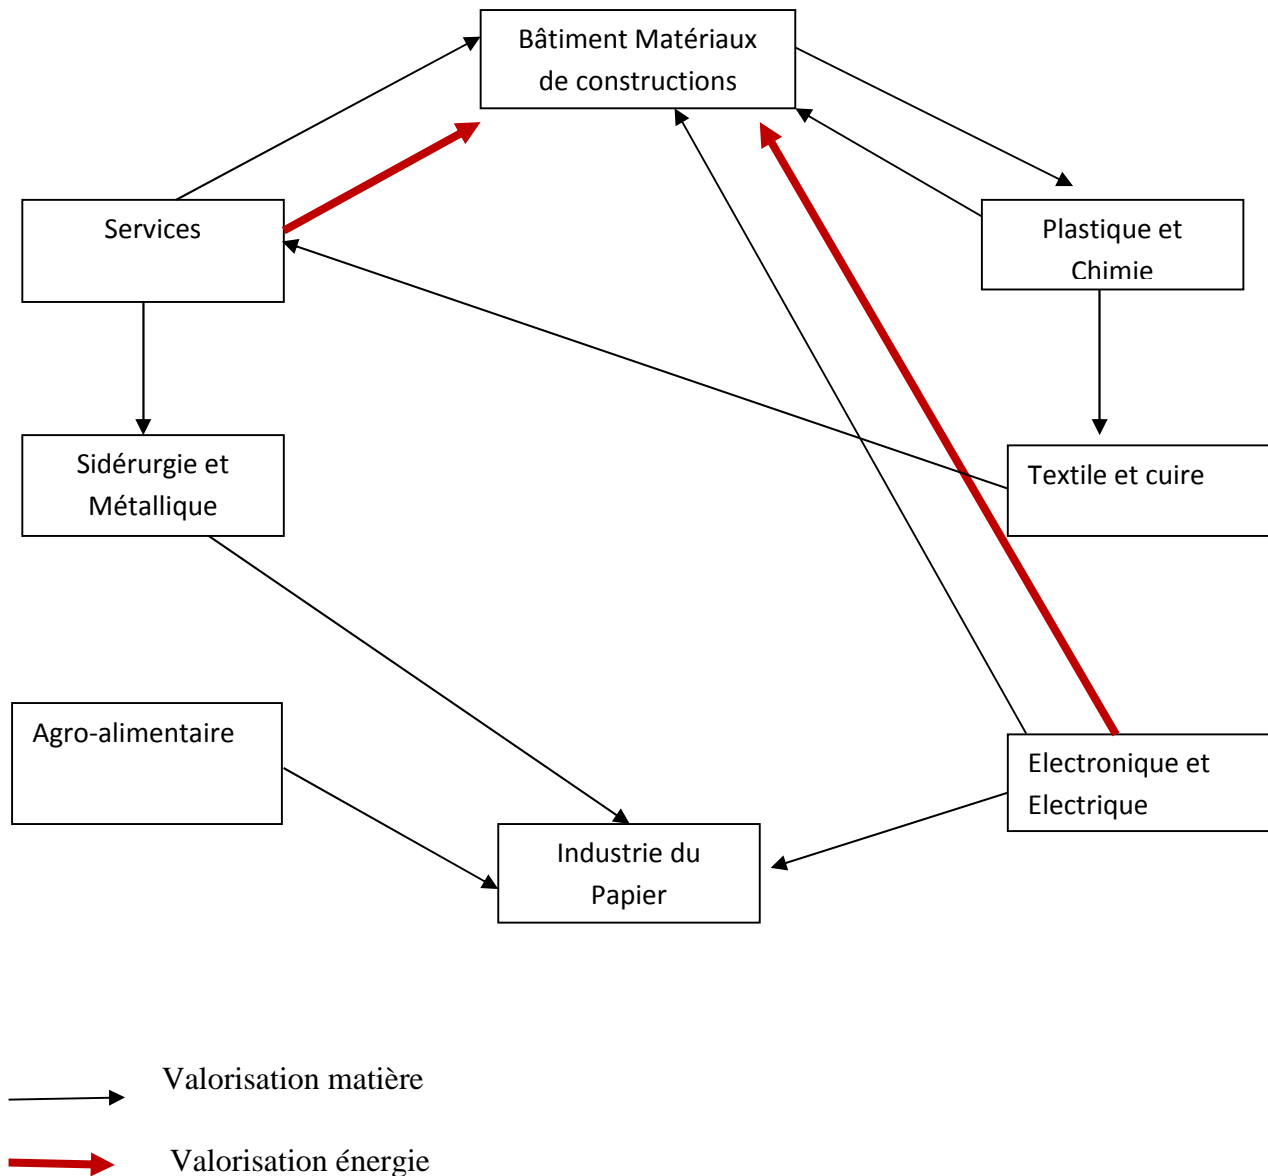 Bâtiment Matériaux
de constructions
Services
Plastique et
Chimie
Sidérurgie et
Métallique
Textile et cuire
Agro-alimentaire
Electronique et
Electrique
Industrie du
Papier
Valorisation matière
Valorisation énergie